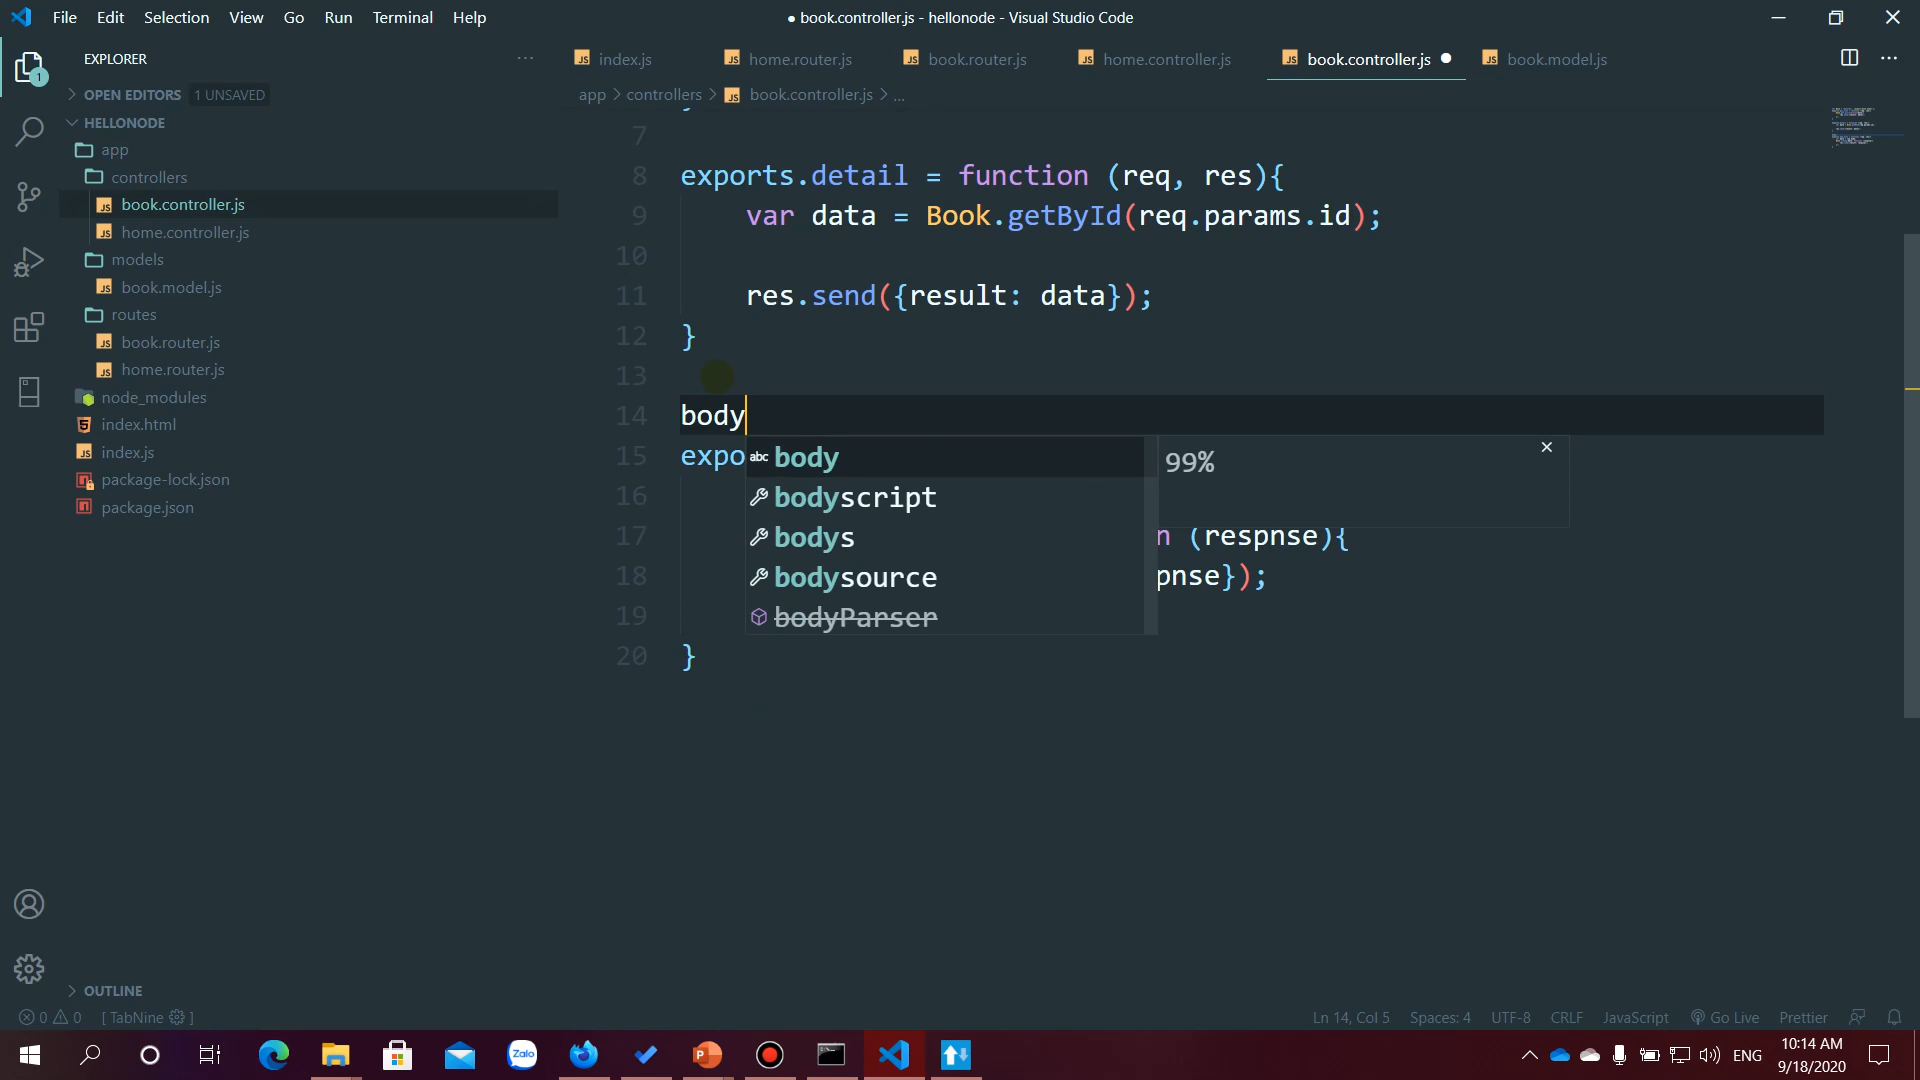 File Edit Selection View Go Run Terminal Help
● book.controller.js - hellonode - Visual Studio Code
EXPLORER
index.js
home.router.js
book.router.js
home.controller.js
book.controller.js
book.model.js
1
OPEN EDITORS 1 UNSAVED
app > controllers > book.controller.js > ...
HELLONODE
app
controllers
book.controller.js
home.controller.js
models
book.model.js
routes
book.router.js
home.router.js
node_modules
index.html
index.js
package-lock.json
package.json
OUTLINE
7
8 exports.detail = function (req, res){
9 var data = Book.getById(req.params.id);
10
11 res.send({result: data});
12 }
13
14 body
15 expo
16
17 n (respnse){
18 pnse});
19
20 }
abc body
bodyscript
bodys
bodysource
bodyParser
99%
0 0 [ TabNine ]
Ln 14, Col 5 Spaces: 4 UTF-8 CRLF JavaScript Go Live Prettier
Zalo
ENG
10:14 AM
9/18/2020